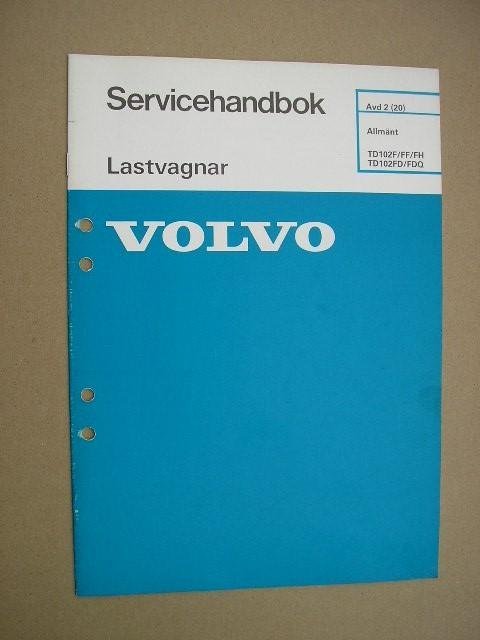 Servicehandbok
Lastvagnar
Avd 2 (20)
Allmänt
TD102F/FF/FH
TD102FD/FDQ
VOLVO